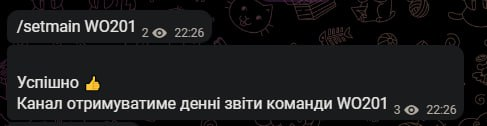 /setmain WO201 2 22:26
Успішно 👍
Канал отримуватиме денні звіти команди WO201 3 22:26